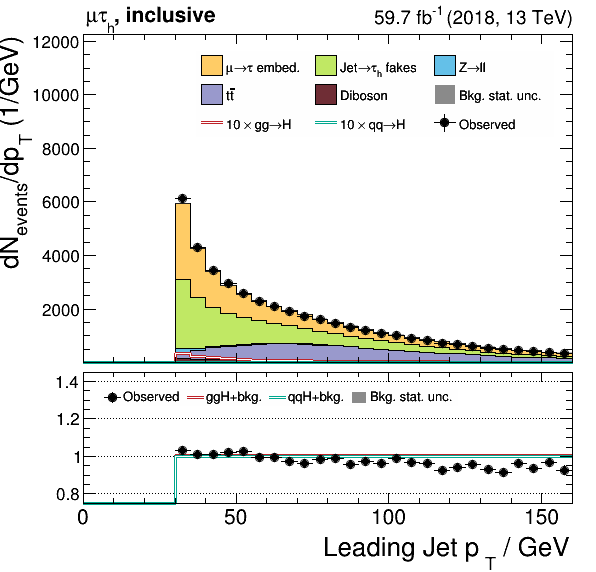 μτh, inclusive
59.7 fb-1 (2018, 13 TeV)
dNevents/dpT (1/GeV)
12000
10000
8000
6000
4000
2000
μ→τ embed.
Jet→τh fakes
Z→ll
tt̅
Diboson
Bkg. stat. unc.
10 × gg→H
10 × qq→H
Observed
1.4
1.2
1
0.8
Observed
ggH+bkg.
qqH+bkg.
Bkg. stat. unc.
0
50
100
150
Leading Jet pT / GeV